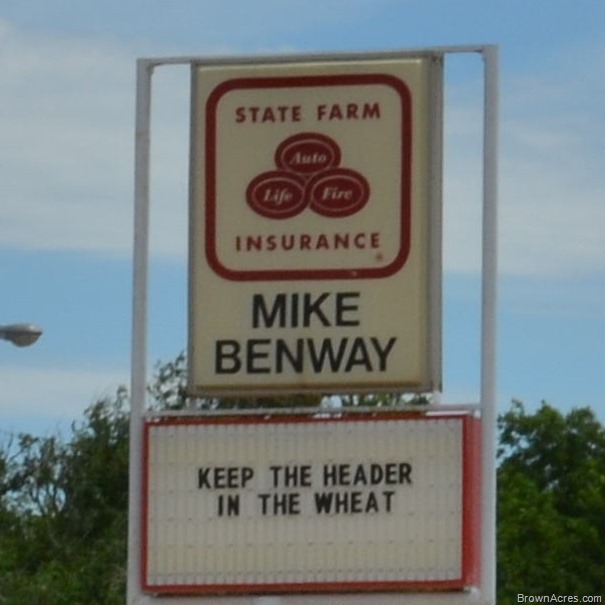 STATE FARM
Auto
Life Fire
INSURANCE
®
MIKE
BENWAY
KEEP THE HEADER
IN THE WHEAT
BrownAcres.com